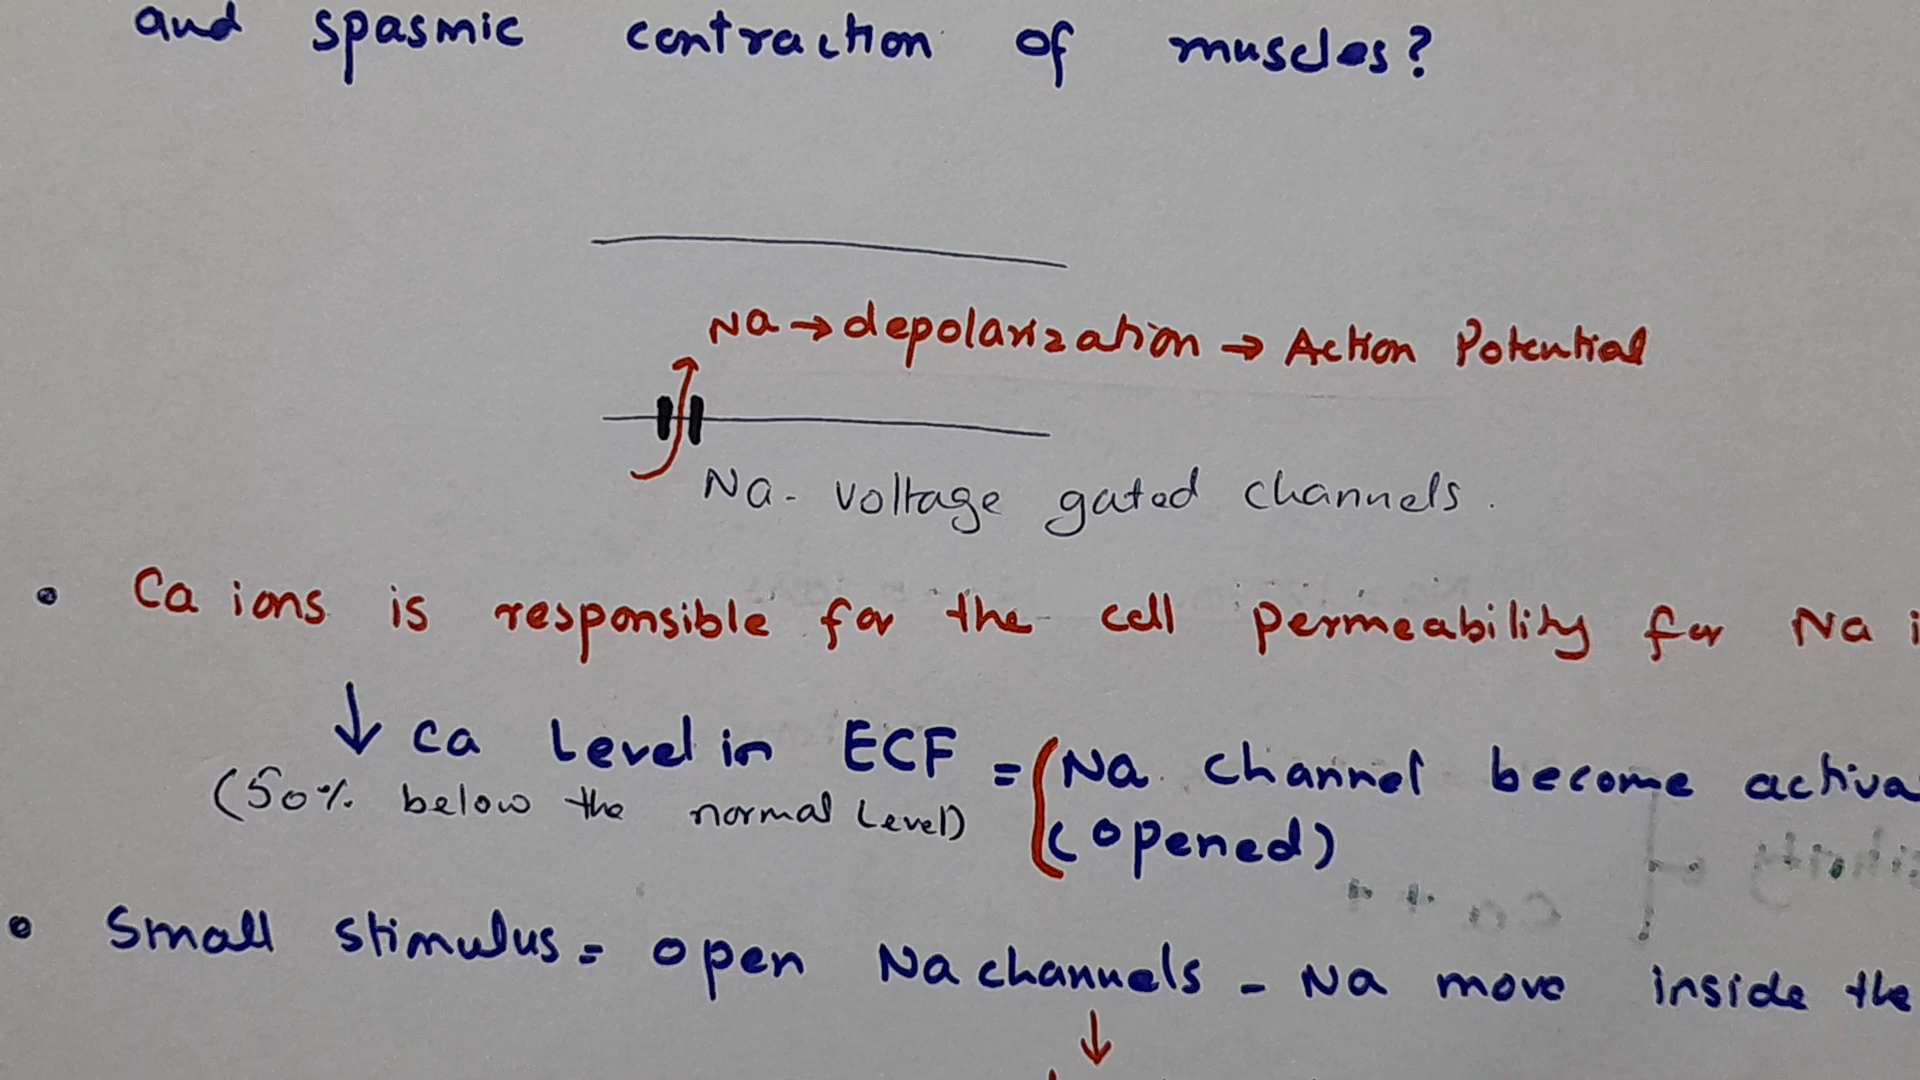 and spasmic contraction of muscles?
Na → depolarization → Action Potential
Na - voltage gated channels.
• Ca ions is responsible for the cell permeability for Na i
↓ Ca Level in ECF = (Na channel become activa
(50% below the normal Level) (opened)
• Small stimulus = open Na channels - Na move inside the
↓